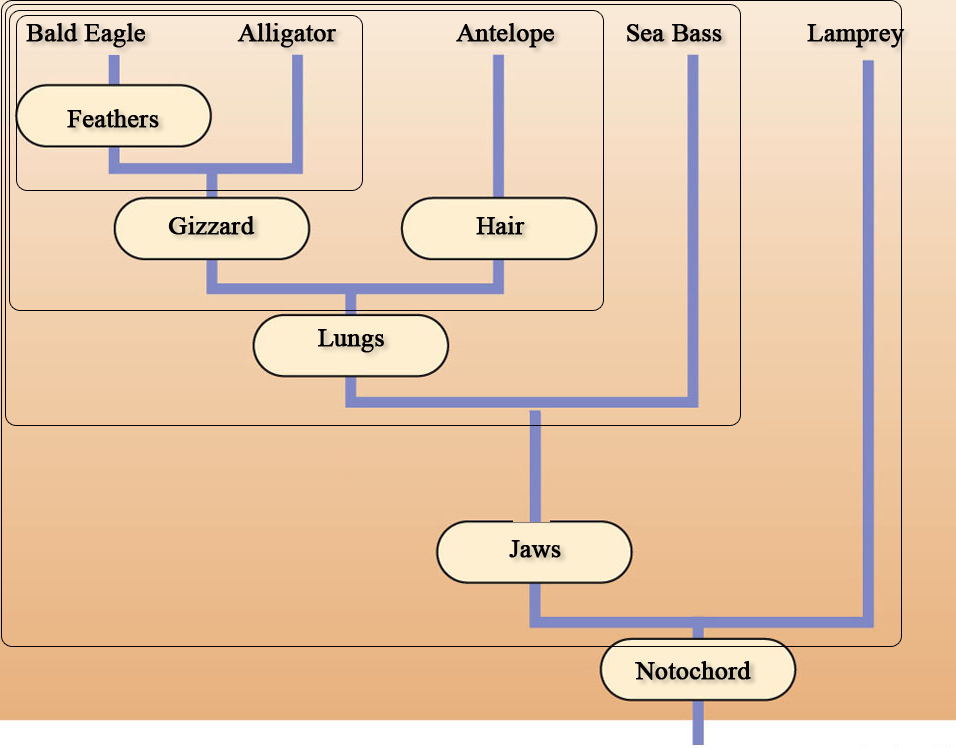 Bald Eagle
Alligator
Antelope
Sea Bass
Lamprey
Feathers
Gizzard
Hair
Lungs
Jaws
Notochord